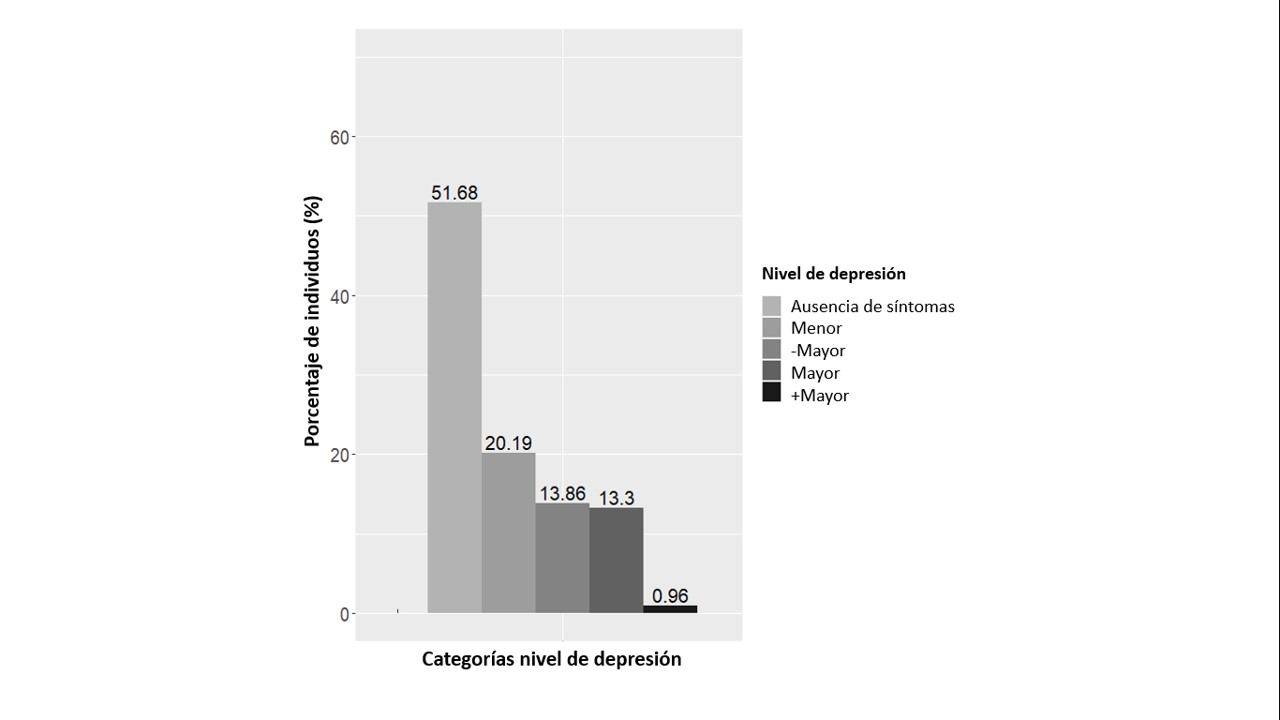 60
51.68
40
20.19
20
13.86
13.3
0.96
0
Porcentaje de individuos (%)
Categorías nivel de depresión
Nivel de depresión
Ausencia de síntomas
Menor
-Mayor
Mayor
+Mayor